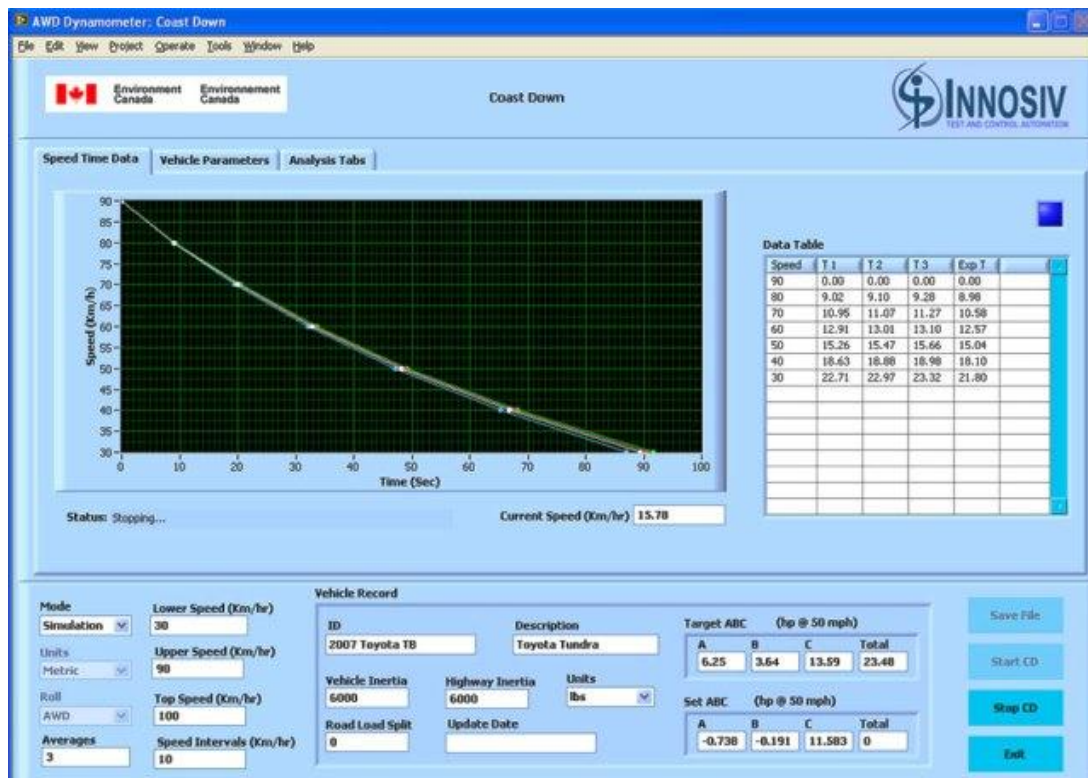 AWD Dynamometer: Coast Down
File Edit View Project Operate Tools Window Help
Environment Canada Environnement Canada
Coast Down
INNOSIV
TEST AND CONTROL AUTOMATION
Speed Time Data Vehicle Parameters Analysis Tabs
90
85
80
75
70
65
60
55
50
45
40
35
30
Speed (Km/h)
0 10 20 30 40 50 60 70 80 90 100
Time (Sec)
Status: Stopping...
Current Speed (Km/hr) 15.78
Data Table
Speed T 1 T 2 T 3 Exp T
90 0.00 0.00 0.00 0.00
80 9.02 9.10 9.28 8.98
70 10.95 11.07 11.27 10.58
60 12.91 13.01 13.10 12.57
50 15.26 15.47 15.66 15.04
40 18.63 18.88 18.98 18.10
30 22.71 22.97 23.32 21.80
Mode
Simulation
Units
Metric
Roll
AWD
Averages
3
Lower Speed (Km/hr)
30
Upper Speed (Km/hr)
90
Top Speed (Km/hr)
100
Speed Intervals (Km/hr)
10
Vehicle Record
ID
2007 Toyota TB
Description
Toyota Tundra
Vehicle Inertia
6000
Highway Inertia
6000
Units
lbs
Road Load Split
0
Update Date
Target ABC (hp @ 50 mph)
A B C Total
6.25 3.64 13.59 23.48
Set ABC (hp @ 50 mph)
A B C Total
-0.738 -0.191 11.583 0
Save File
Start CD
Stop CD
Exit